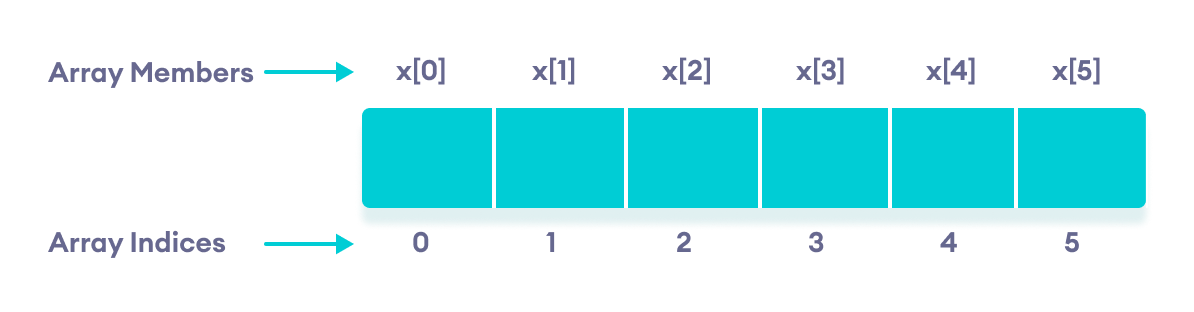 Array Members x[0] x[1] x[2] x[3] x[4] x[5]
Array Indices 0 1 2 3 4 5